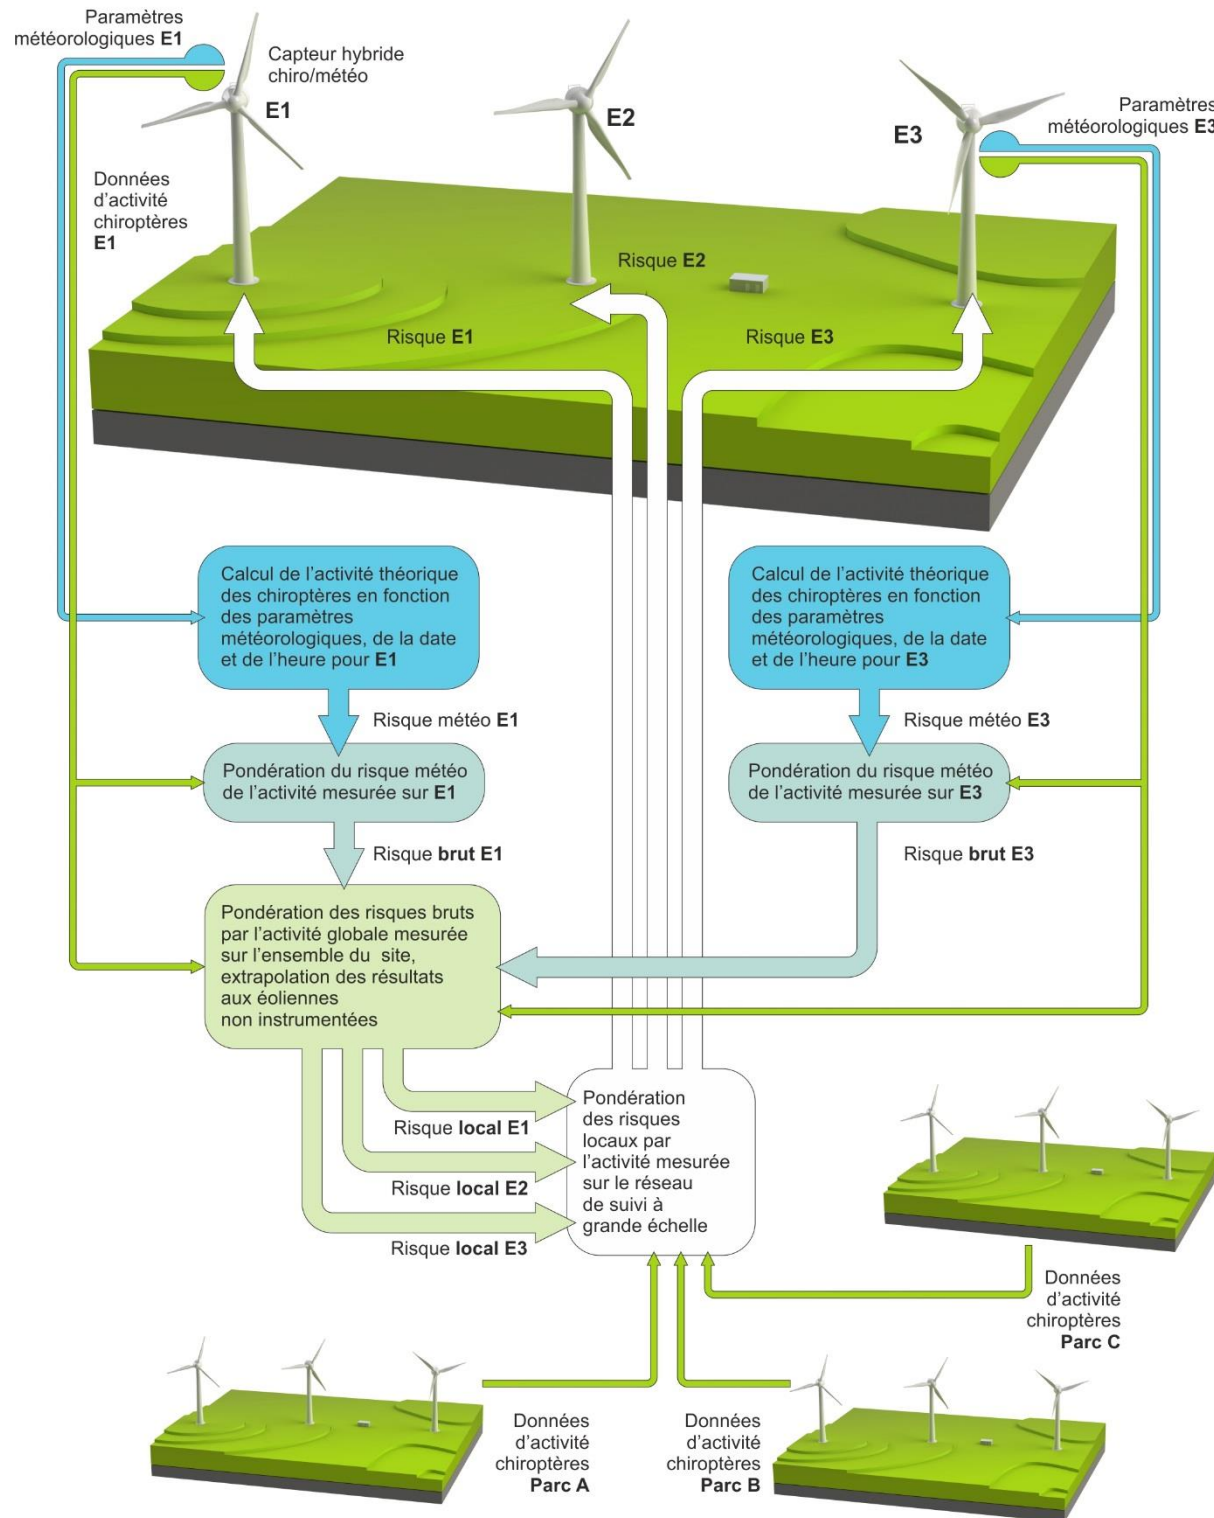 Paramètres
météorologiques E1
Capteur hybride
chiro/météo
E1
E2
E3
Paramètres
météorologiques E3
Données
d'activité
chiroptères
E1
Risque E2
Risque E1
Risque E3
Calcul de l'activité théorique
des chiroptères en fonction
des paramètres
météorologiques, de la date
et de l'heure pour E1
Calcul de l'activité théorique
des chiroptères en fonction
des paramètres
météorologiques, de la date
et de l'heure pour E3
Risque météo E1
Risque météo E3
Pondération du risque météo
de l'activité mesurée sur E1
Pondération du risque météo
de l'activité mesurée sur E3
Risque brut E1
Risque brut E3
Pondération des risques bruts
par l'activité globale mesurée
sur l'ensemble du site,
extrapolation des résultats
aux éoliennes
non instrumentées
Risque local E1
Risque local E2
Risque local E3
Pondération
des risques
locaux par
l'activité mesurée
sur le réseau
de suivi à
grande échelle
Données
d'activité
chiroptères
Parc C
Données
d'activité
chiroptères
Parc A
Données
d'activité
chiroptères
Parc B